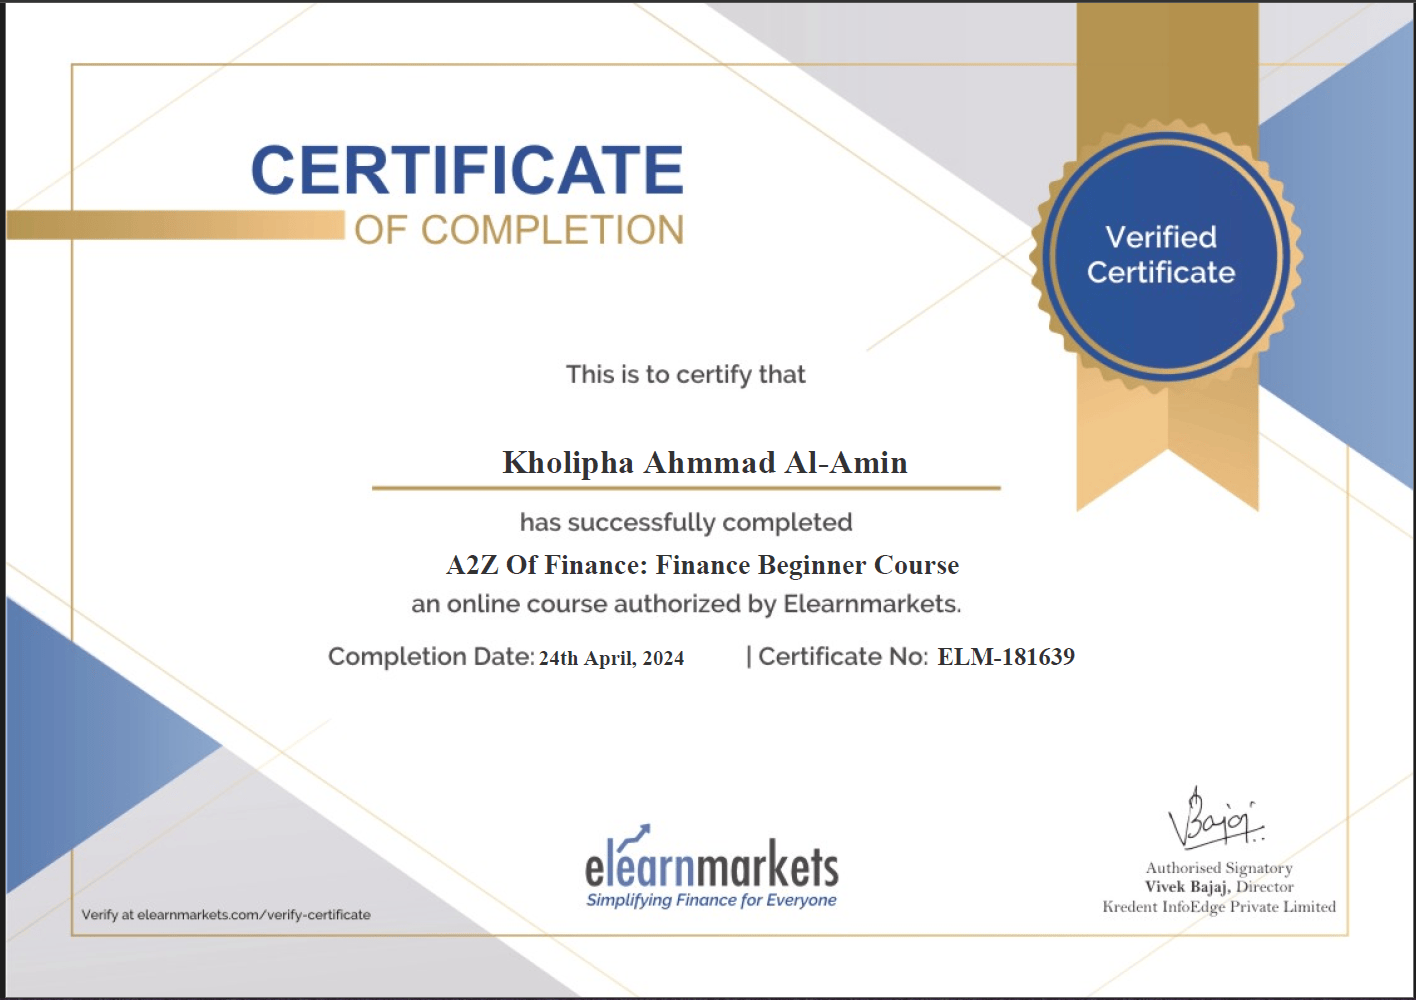 CERTIFICATE
OF COMPLETION
Verified
Certificate
This is to certify that
Kholipha Ahmmad Al-Amin
has successfully completed
A2Z Of Finance: Finance Beginner Course
an online course authorized by Elearnmarkets.
Completion Date: 24th April, 2024 | Certificate No: ELM-181639
elearnmarkets
Simplifying Finance for Everyone
Verify at elearnmarkets.com/verify-certificate
VBajaj
Authorised Signatory
Vivek Bajaj, Director
Kredent InfoEdge Private Limited